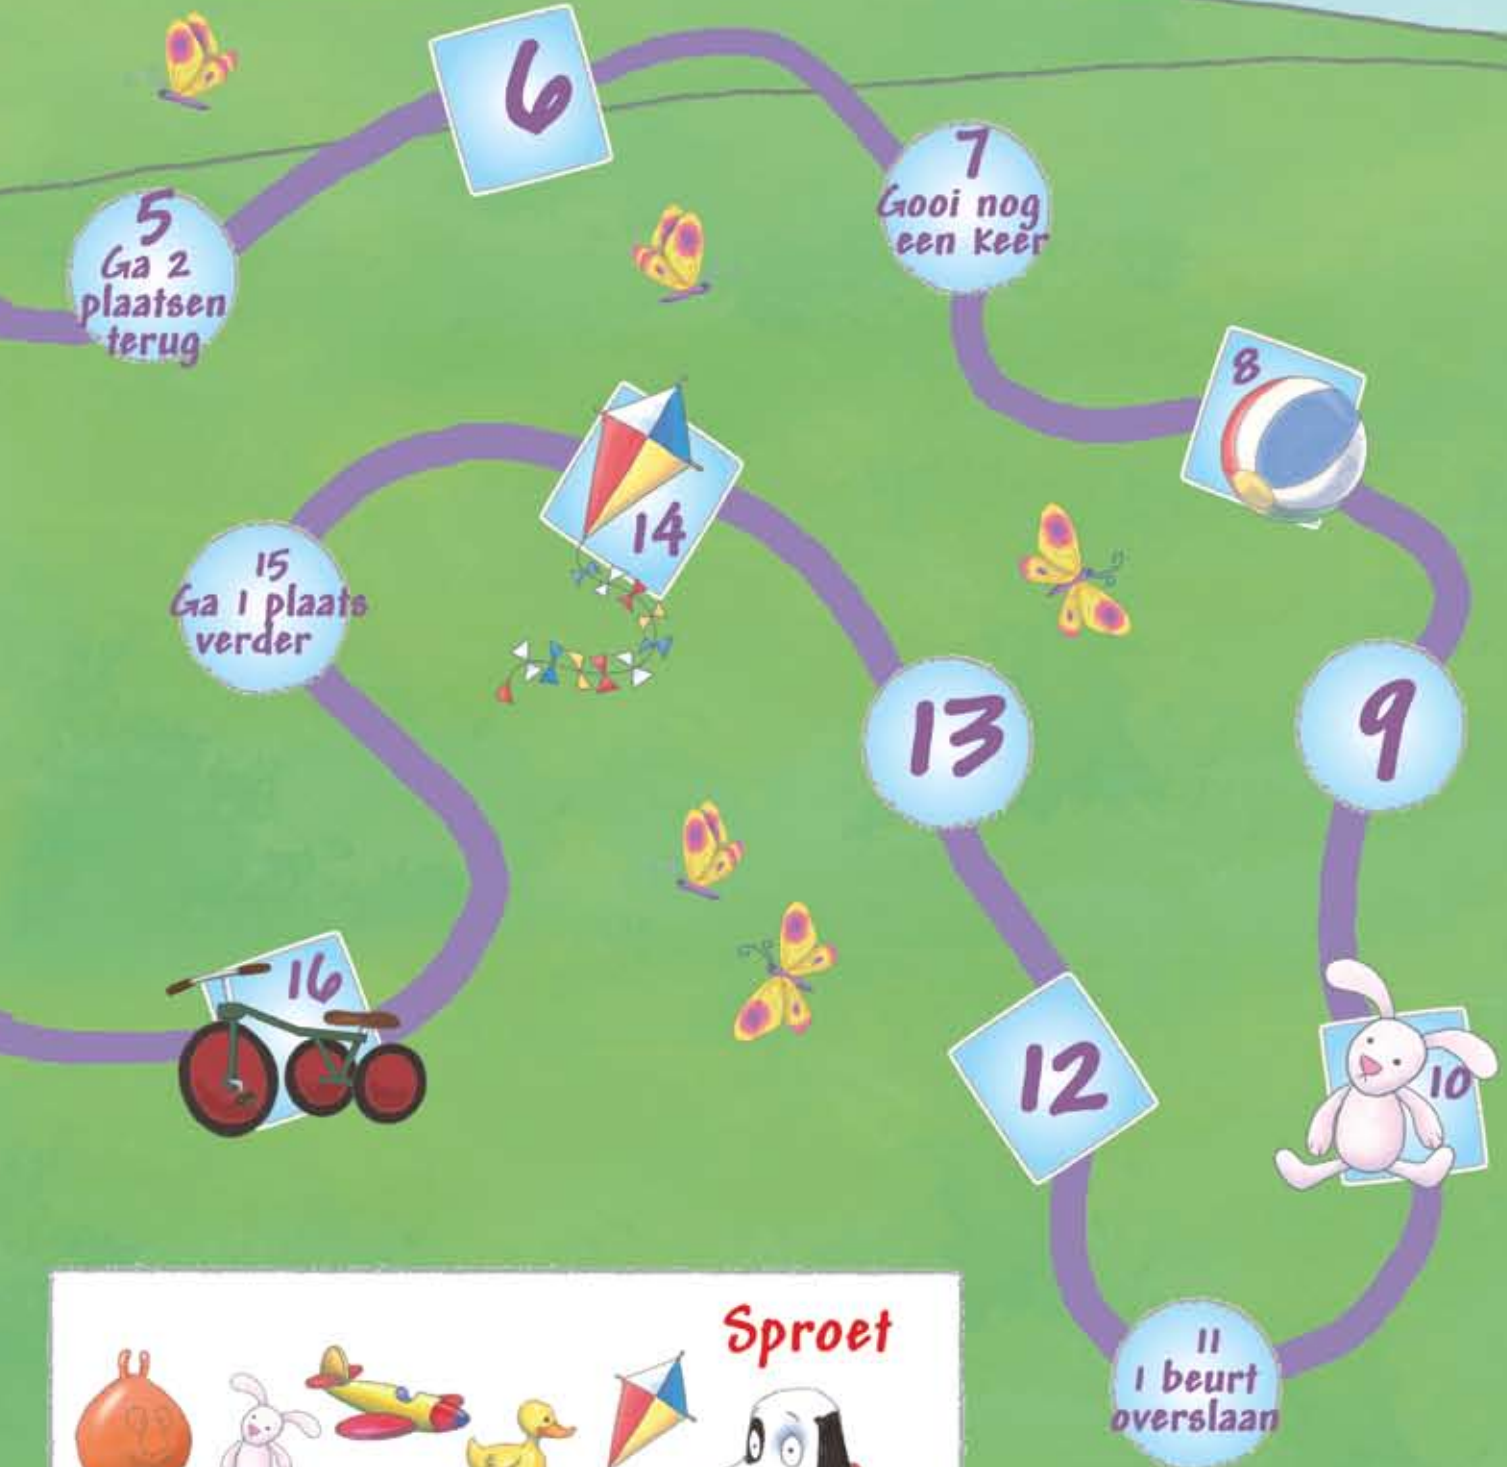 5
Ga 2
plaatsen
terug
6
7
Gooi nog
een keer
8
9
10
11
1 beurt
overslaan
12
13
14
15
Ga 1 plaats
verder
16
Sproet